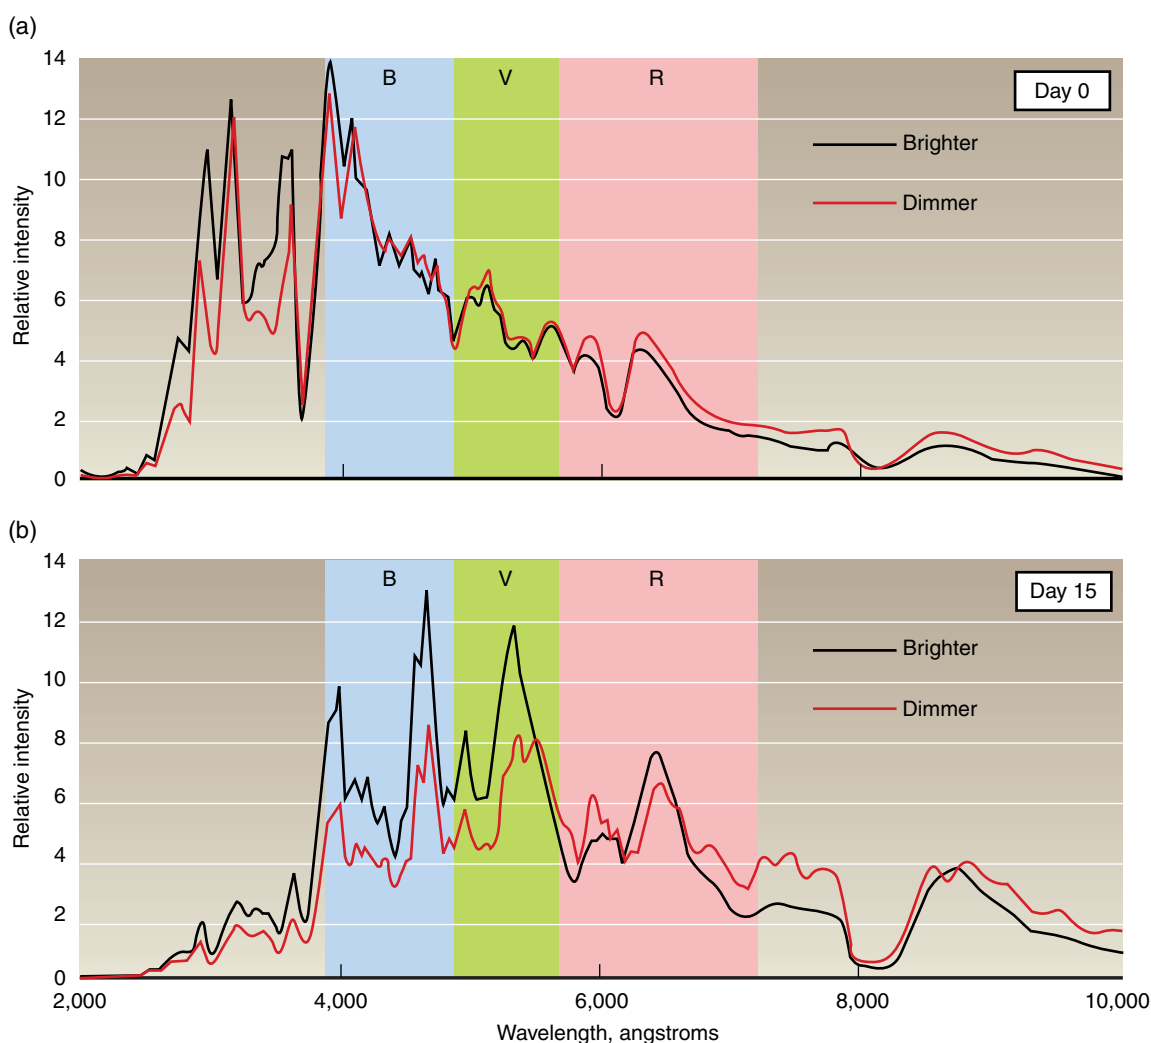 (a)
14
12
10
8
6
4
2
0
Relative intensity
B V R
Day 0
Brighter
Dimmer
(b)
14
12
10
8
6
4
2
0
Relative intensity
B V R
Day 15
Brighter
Dimmer
2,000 4,000 6,000 8,000 10,000
Wavelength, angstroms